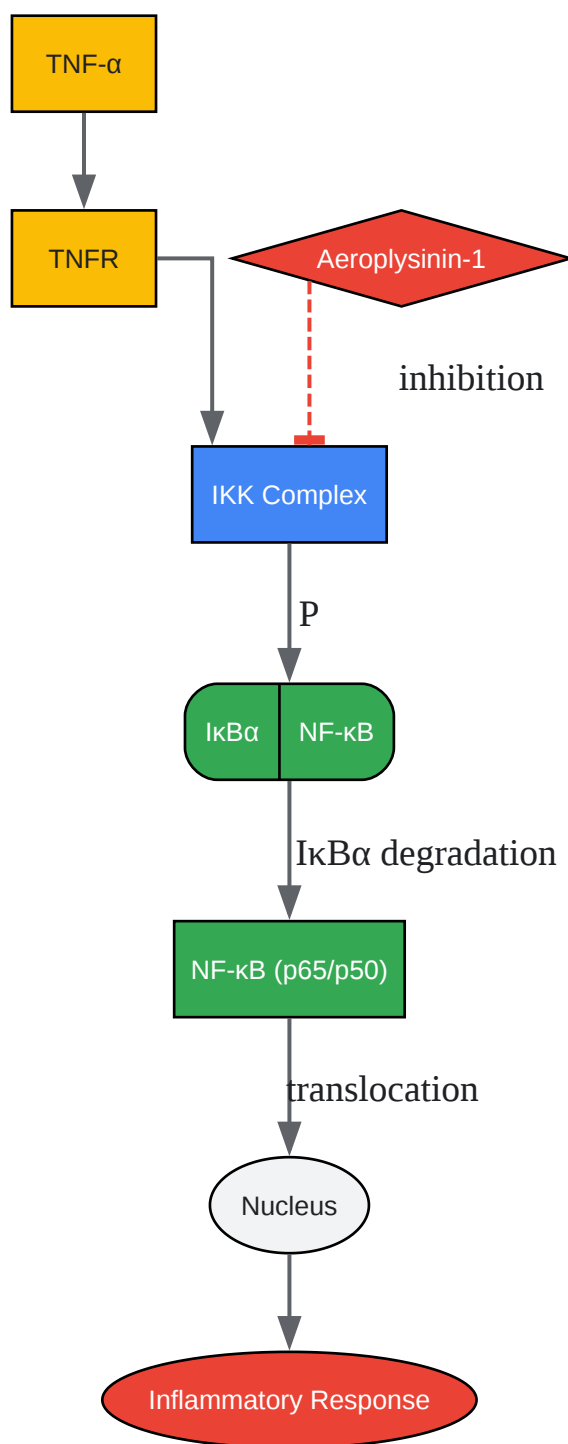 TNF-α
TNFR
Aeroplysinin-1
inhibition
IKK Complex
P
IκBα
NF-κB
IκBα degradation
NF-κB (p65/p50)
translocation
Nucleus
Inflammatory Response